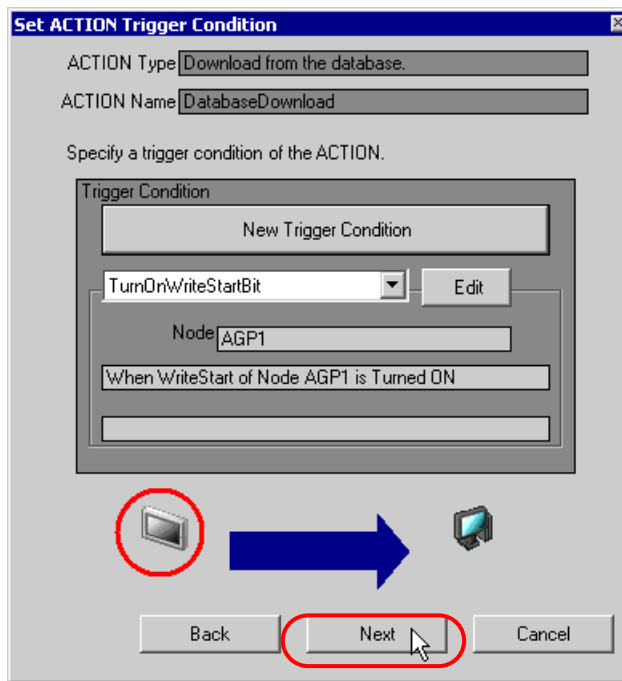 Set ACTION Trigger Condition
ACTION Type Download from the database.
ACTION Name DatabaseDownload
Specify a trigger condition of the ACTION.
Trigger Condition
New Trigger Condition
TurnOnWriteStartBit Edit
Node AGP1
When WriteStart of Node AGP1 is Turned ON
Back Next Cancel